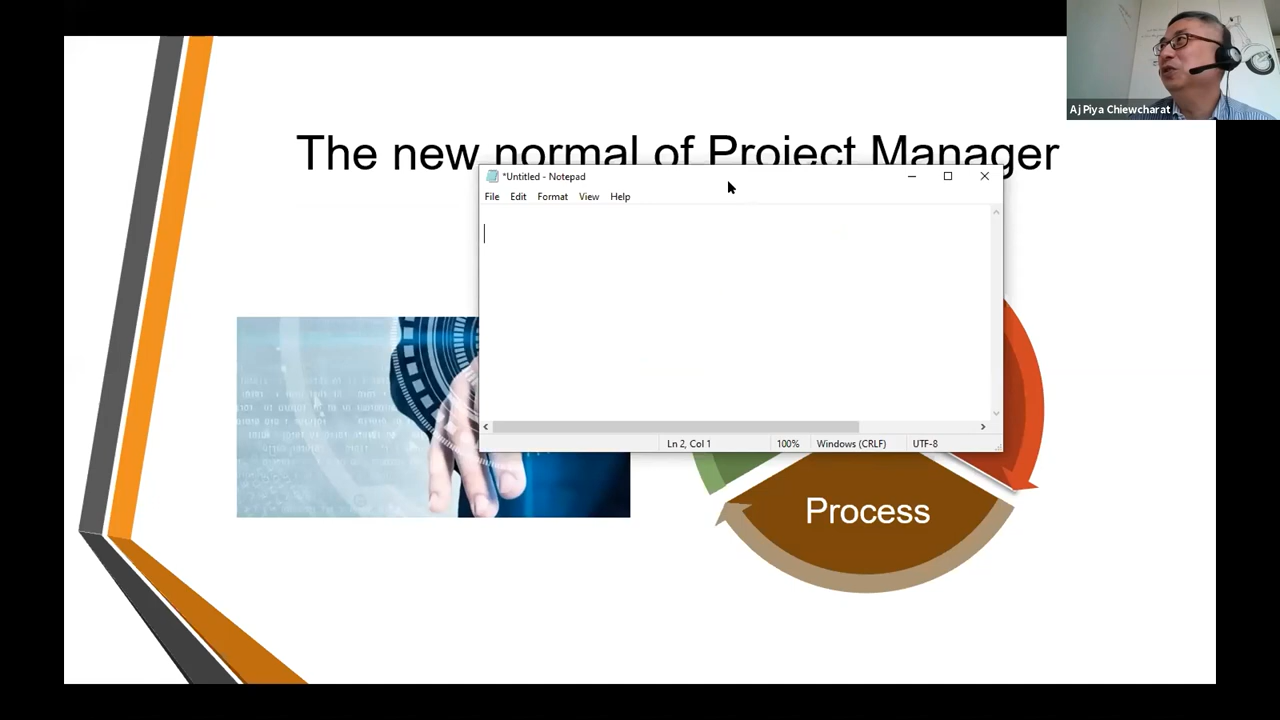 Aj Piya Chiewcharat
The new normal of Project Manager
*Untitled - Notepad
File Edit Format View Help
Ln 2, Col 1 100% Windows (CRLF) UTF-8
Process